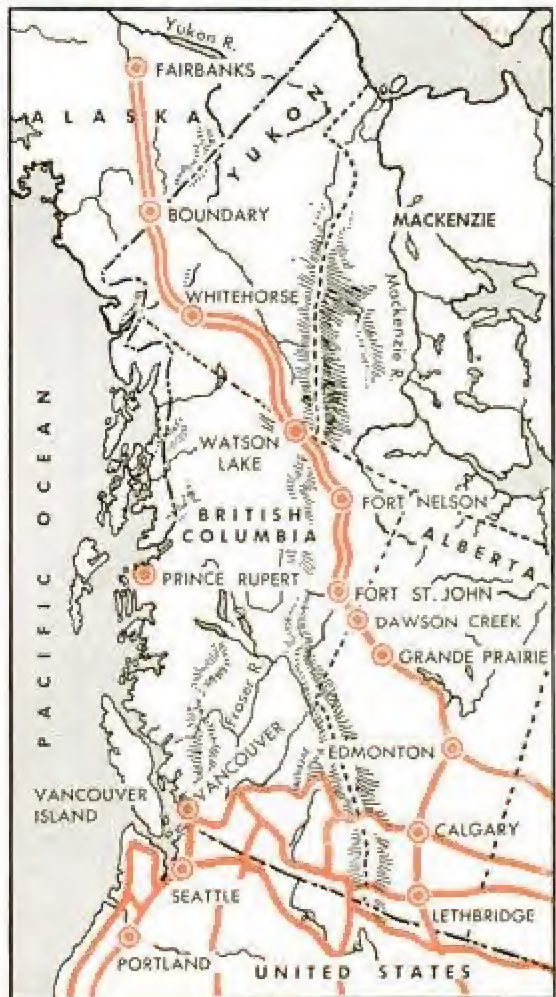 Yukon R.
FAIRBANKS
ALASKA
YUKON
BOUNDARY
MACKENZIE
WHITEHORSE
Mackenzie R.
PACIFIC OCEAN
WATSON
LAKE
FORT NELSON
BRITISH
COLUMBIA
ALBERTA
PRINCE RUPERT
FORT ST. JOHN
DAWSON CREEK
GRANDE PRAIRIE
Fraser R.
EDMONTON
VANCOUVER
VANCOUVER
ISLAND
CALGARY
SEATTLE
LETHBRIDGE
PORTLAND
UNITED STATES